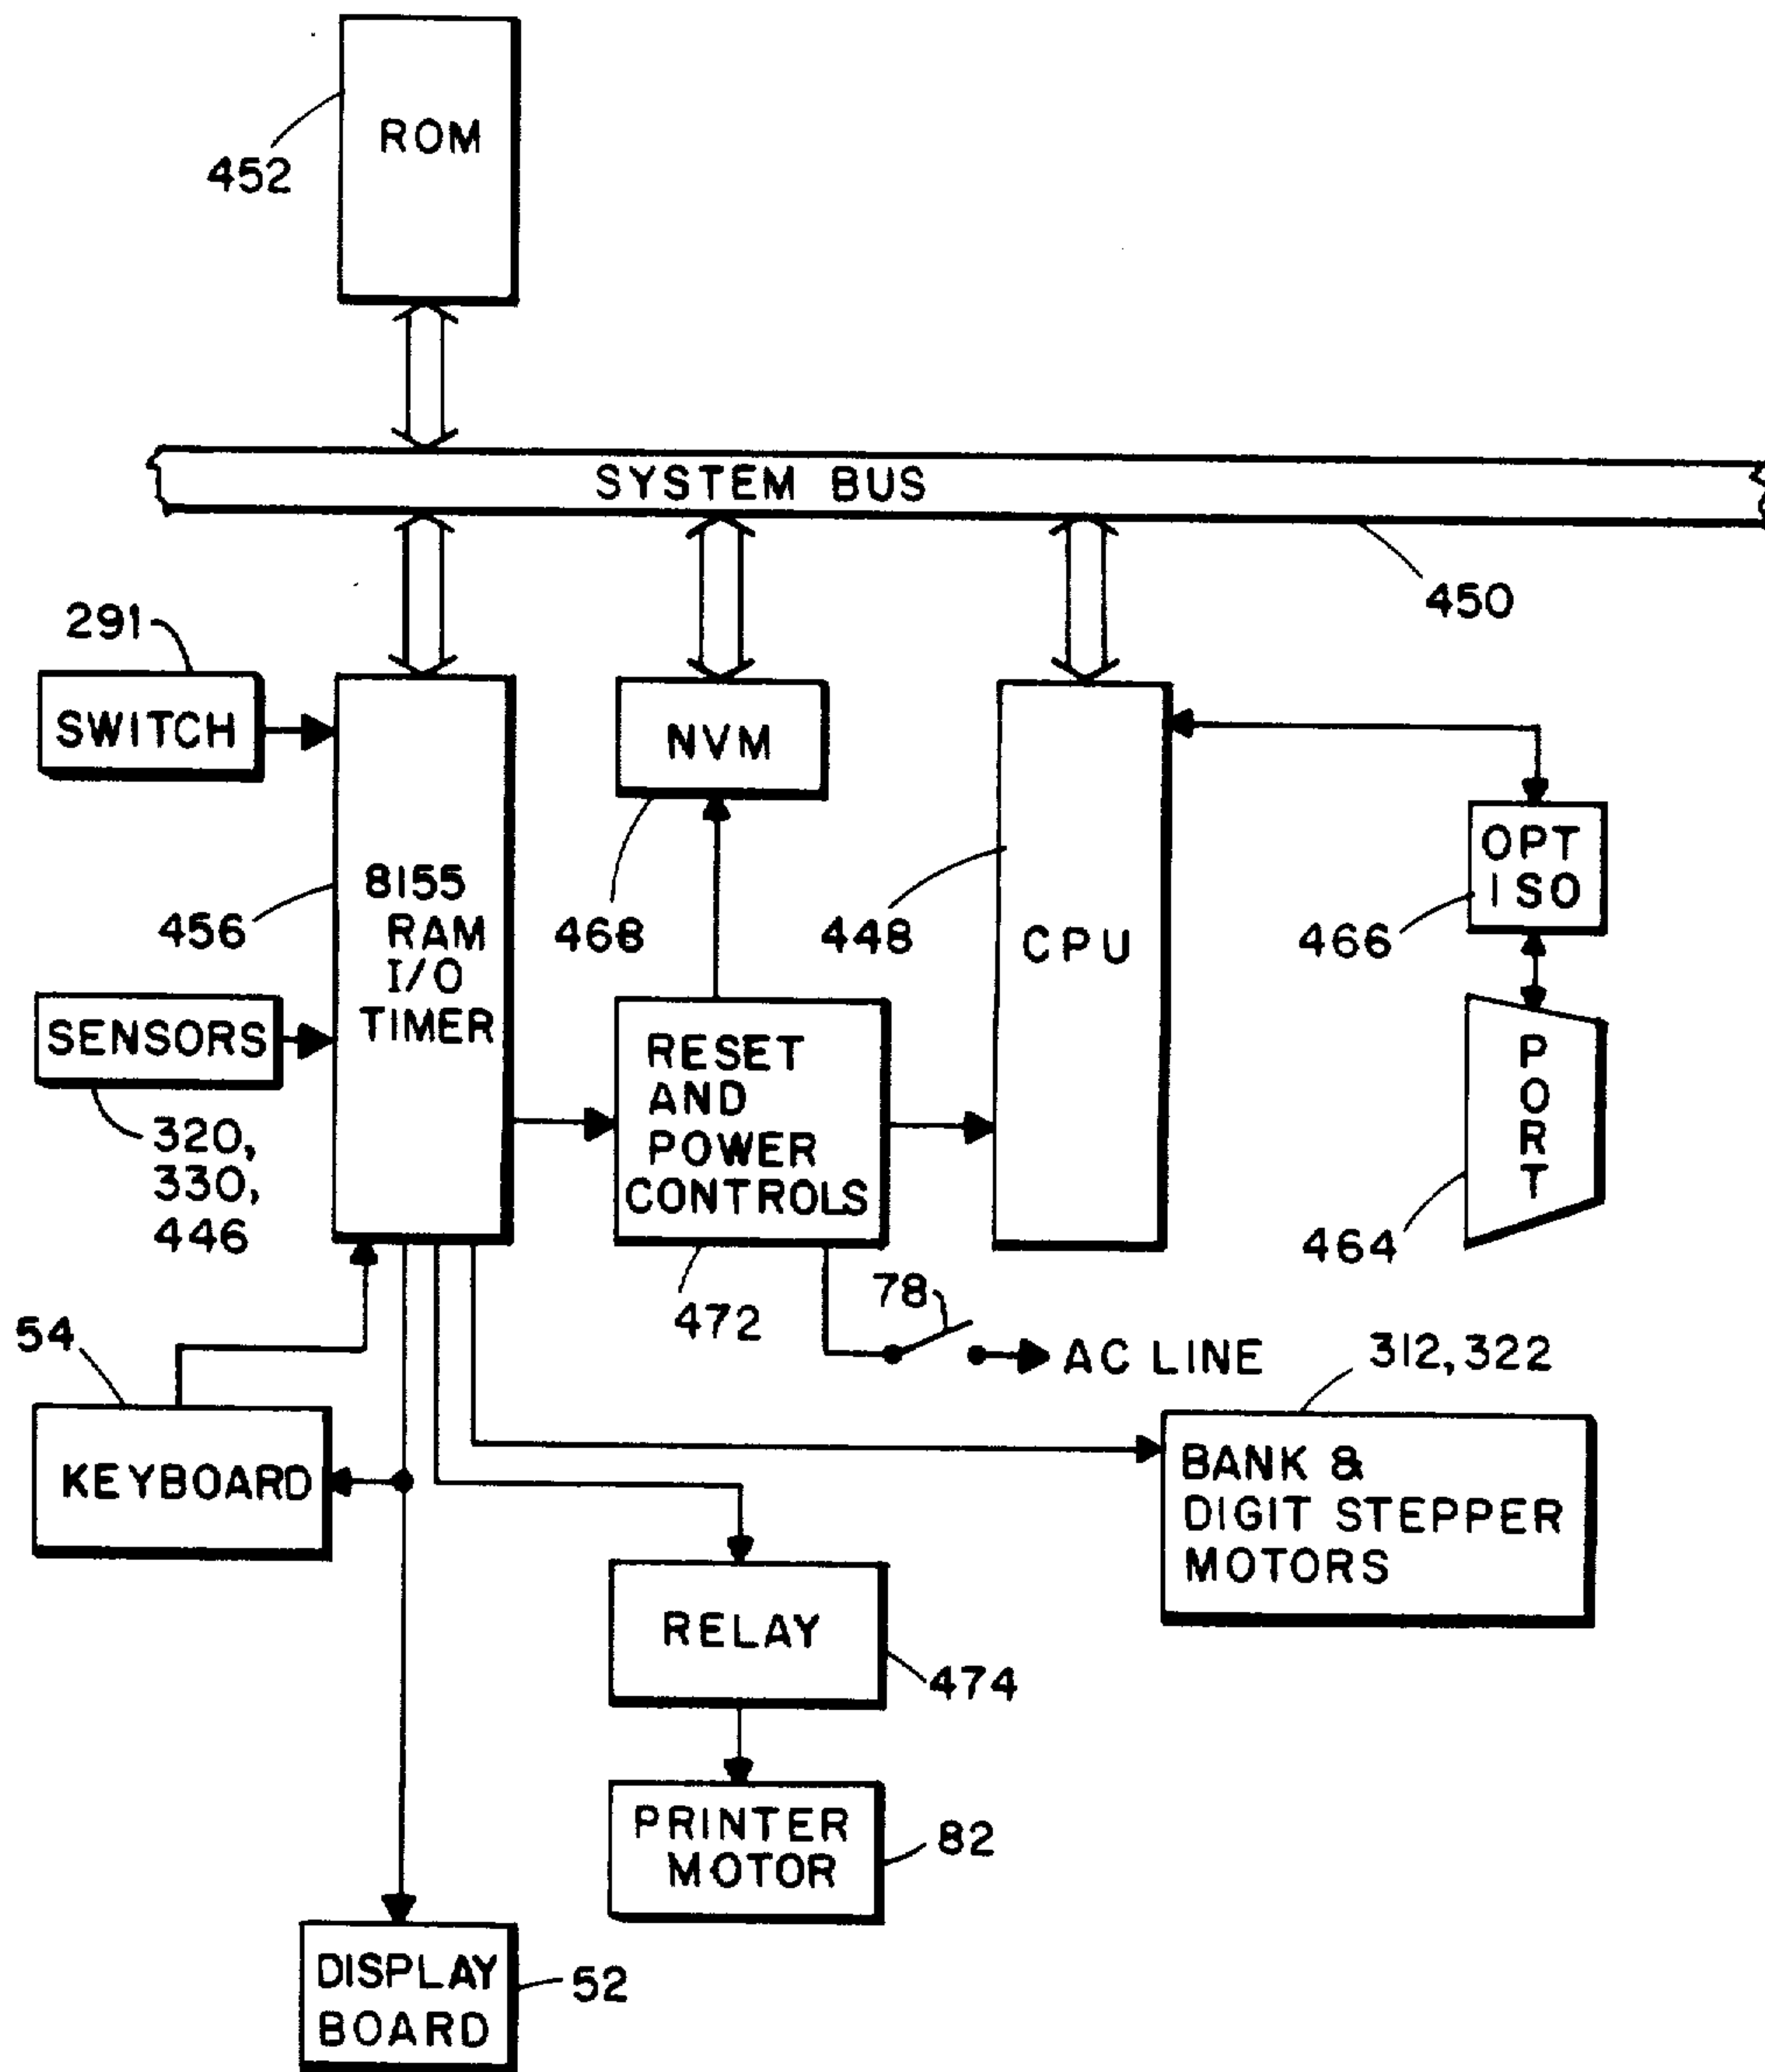 ROM
452
SYSTEM BUS
450
291
SWITCH
NVM
8155
RAM
I/O
TIMER
456
468
448
CPU
OPT
ISO
466
SENSORS
320,
330,
446
RESET
AND
POWER
CONTROLS
472
PORT
464
78
AC LINE
54
KEYBOARD
312, 322
BANK &
DIGIT STEPPER
MOTORS
RELAY
474
PRINTER
MOTOR
82
DISPLAY
BOARD
52